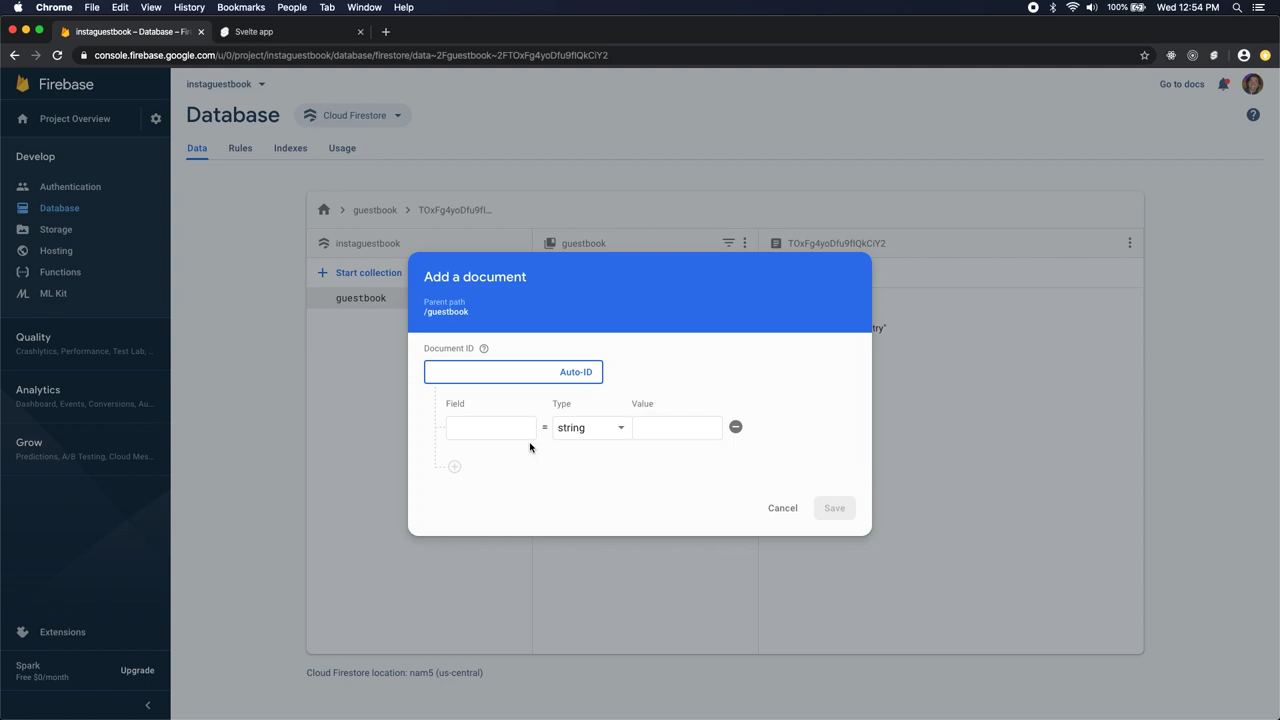 Chrome File Edit View History Bookmarks People Tab Window Help 100% Wed 12:54 PM
instaguestbook – Database – Fir Svelte app
console.firebase.google.com/u/0/project/instaguestbook/database/firestore/data~2Fguestbook~2FTOxFg4yoDfu9fIQkCiY2
Firebase
Project Overview
Develop
Authentication
Database
Storage
Hosting
Functions
ML Kit
Quality
Crashlytics, Performance, Test Lab, ...
Analytics
Dashboard, Events, Conversions, Au...
Grow
Predictions, A/B Testing, Cloud Mes...
Extensions
Spark
Free $0/month
Upgrade
instaguestbook
Go to docs
Database Cloud Firestore
Data Rules Indexes Usage
guestbook TOxFg4yoDfu9fI...
instaguestbook guestbook TOxFg4yoDfu9fIQkCiY2
Start collection
guestbook
try"
Add a document
Parent path
/guestbook
Document ID
Auto-ID
Field Type Value
= string
Cancel Save
Cloud Firestore location: nam5 (us-central)